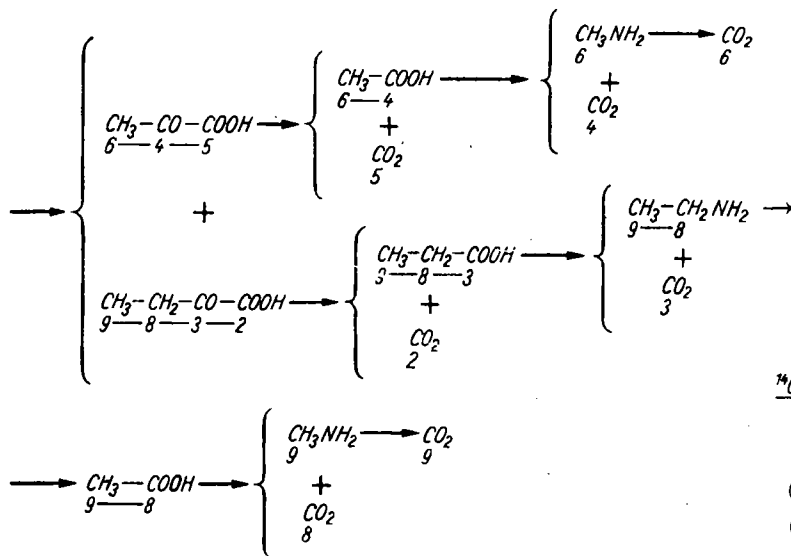 CH3NH2 → CO2
6 6
+
CO2
4
CH3-COOH
6—4
+
CO2
5
CH3-CO-COOH
6—4—5
+
CH3-CH2-CO-COOH
9—8—3—2
CH3-CH2-COOH
9—8—3
+
CO2
2
CH3-CH2NH2 →
9—8
+
CO2
3
14
CH3-COOH
9—8
CH3NH2 → CO2
9 9
+
CO2
8